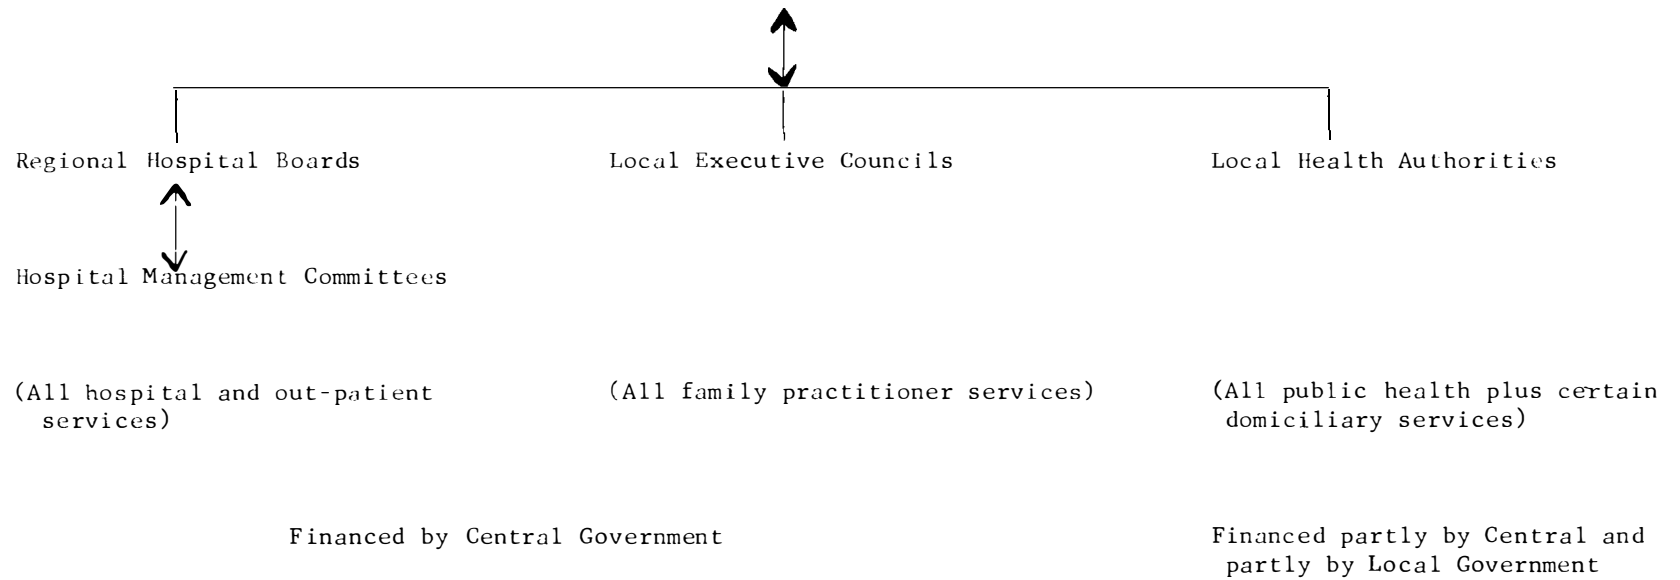 Regional Hospital Boards
Local Executive Councils
Local Health Authorities
Hospital Management Committees
(All hospital and out-patient
services)
(All family practitioner services)
(All public health plus certain
domiciliary services)
Financed by Central Government
Financed partly by Central and
partly by Local Government